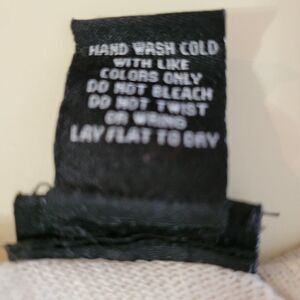 HAND WASH COLD
WITH LIKE
COLORS ONLY
DO NOT BLEACH
DO NOT TWIST
OR WRING
LAY FLAT TO DRY